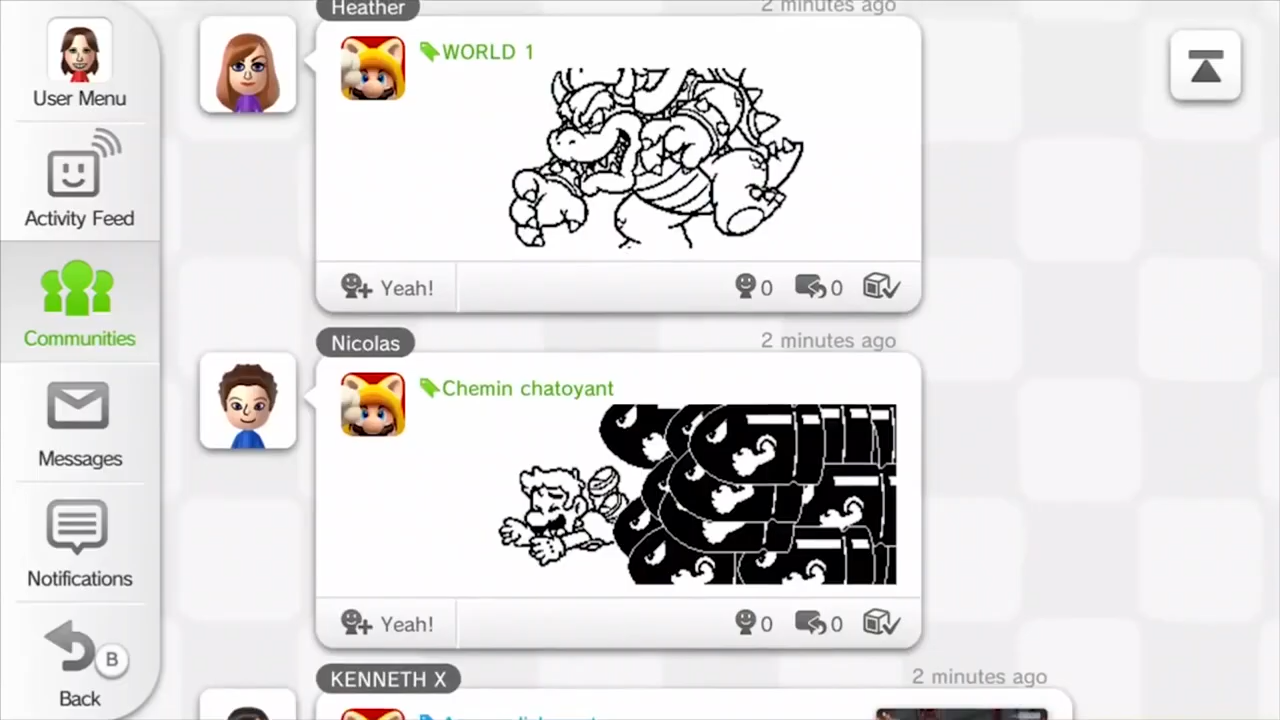 Heather
2 minutes ago
WORLD 1
User Menu
Yeah!
0
0
Activity Feed
Communities
Nicolas
2 minutes ago
Chemin chatoyant
Messages
Yeah!
0
0
Notifications
KENNETH X
2 minutes ago
B
Back